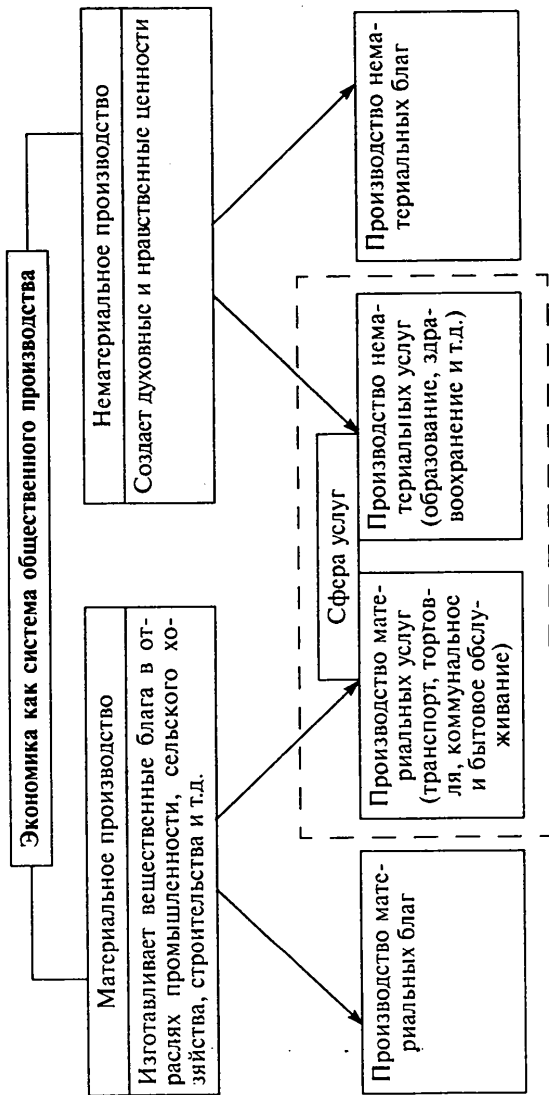 Экономика как система общественного производства
Материальное производство
Изготавливает вещественные блага в от-
раслях промышленности, сельского хо-
зяйства, строительства и т.д.
Нематериальное производство
Создает духовные и нравственные ценности
Производство мате-
риальных благ
Сфера услуг
Производство мате-
риальных услуг
(транспорт, торгов-
ля, коммунальное
и бытовое обслу-
живание)
Производство нема-
териальных услуг
(образование, здра-
воохранение и т.д.)
Производство нема-
териальных благ